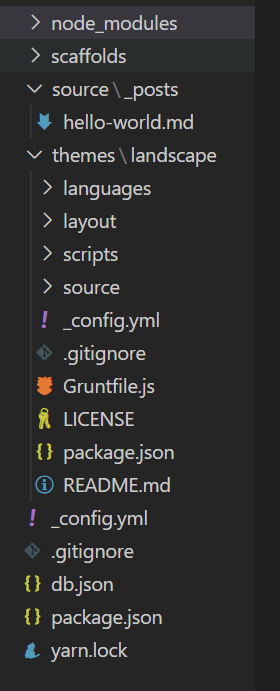 node_modules
scaffolds
source\_posts
hello-world.md
themes\landscape
languages
layout
scripts
source
_config.yml
.gitignore
Gruntfile.js
LICENSE
package.json
README.md
_config.yml
.gitignore
db.json
package.json
yarn.lock